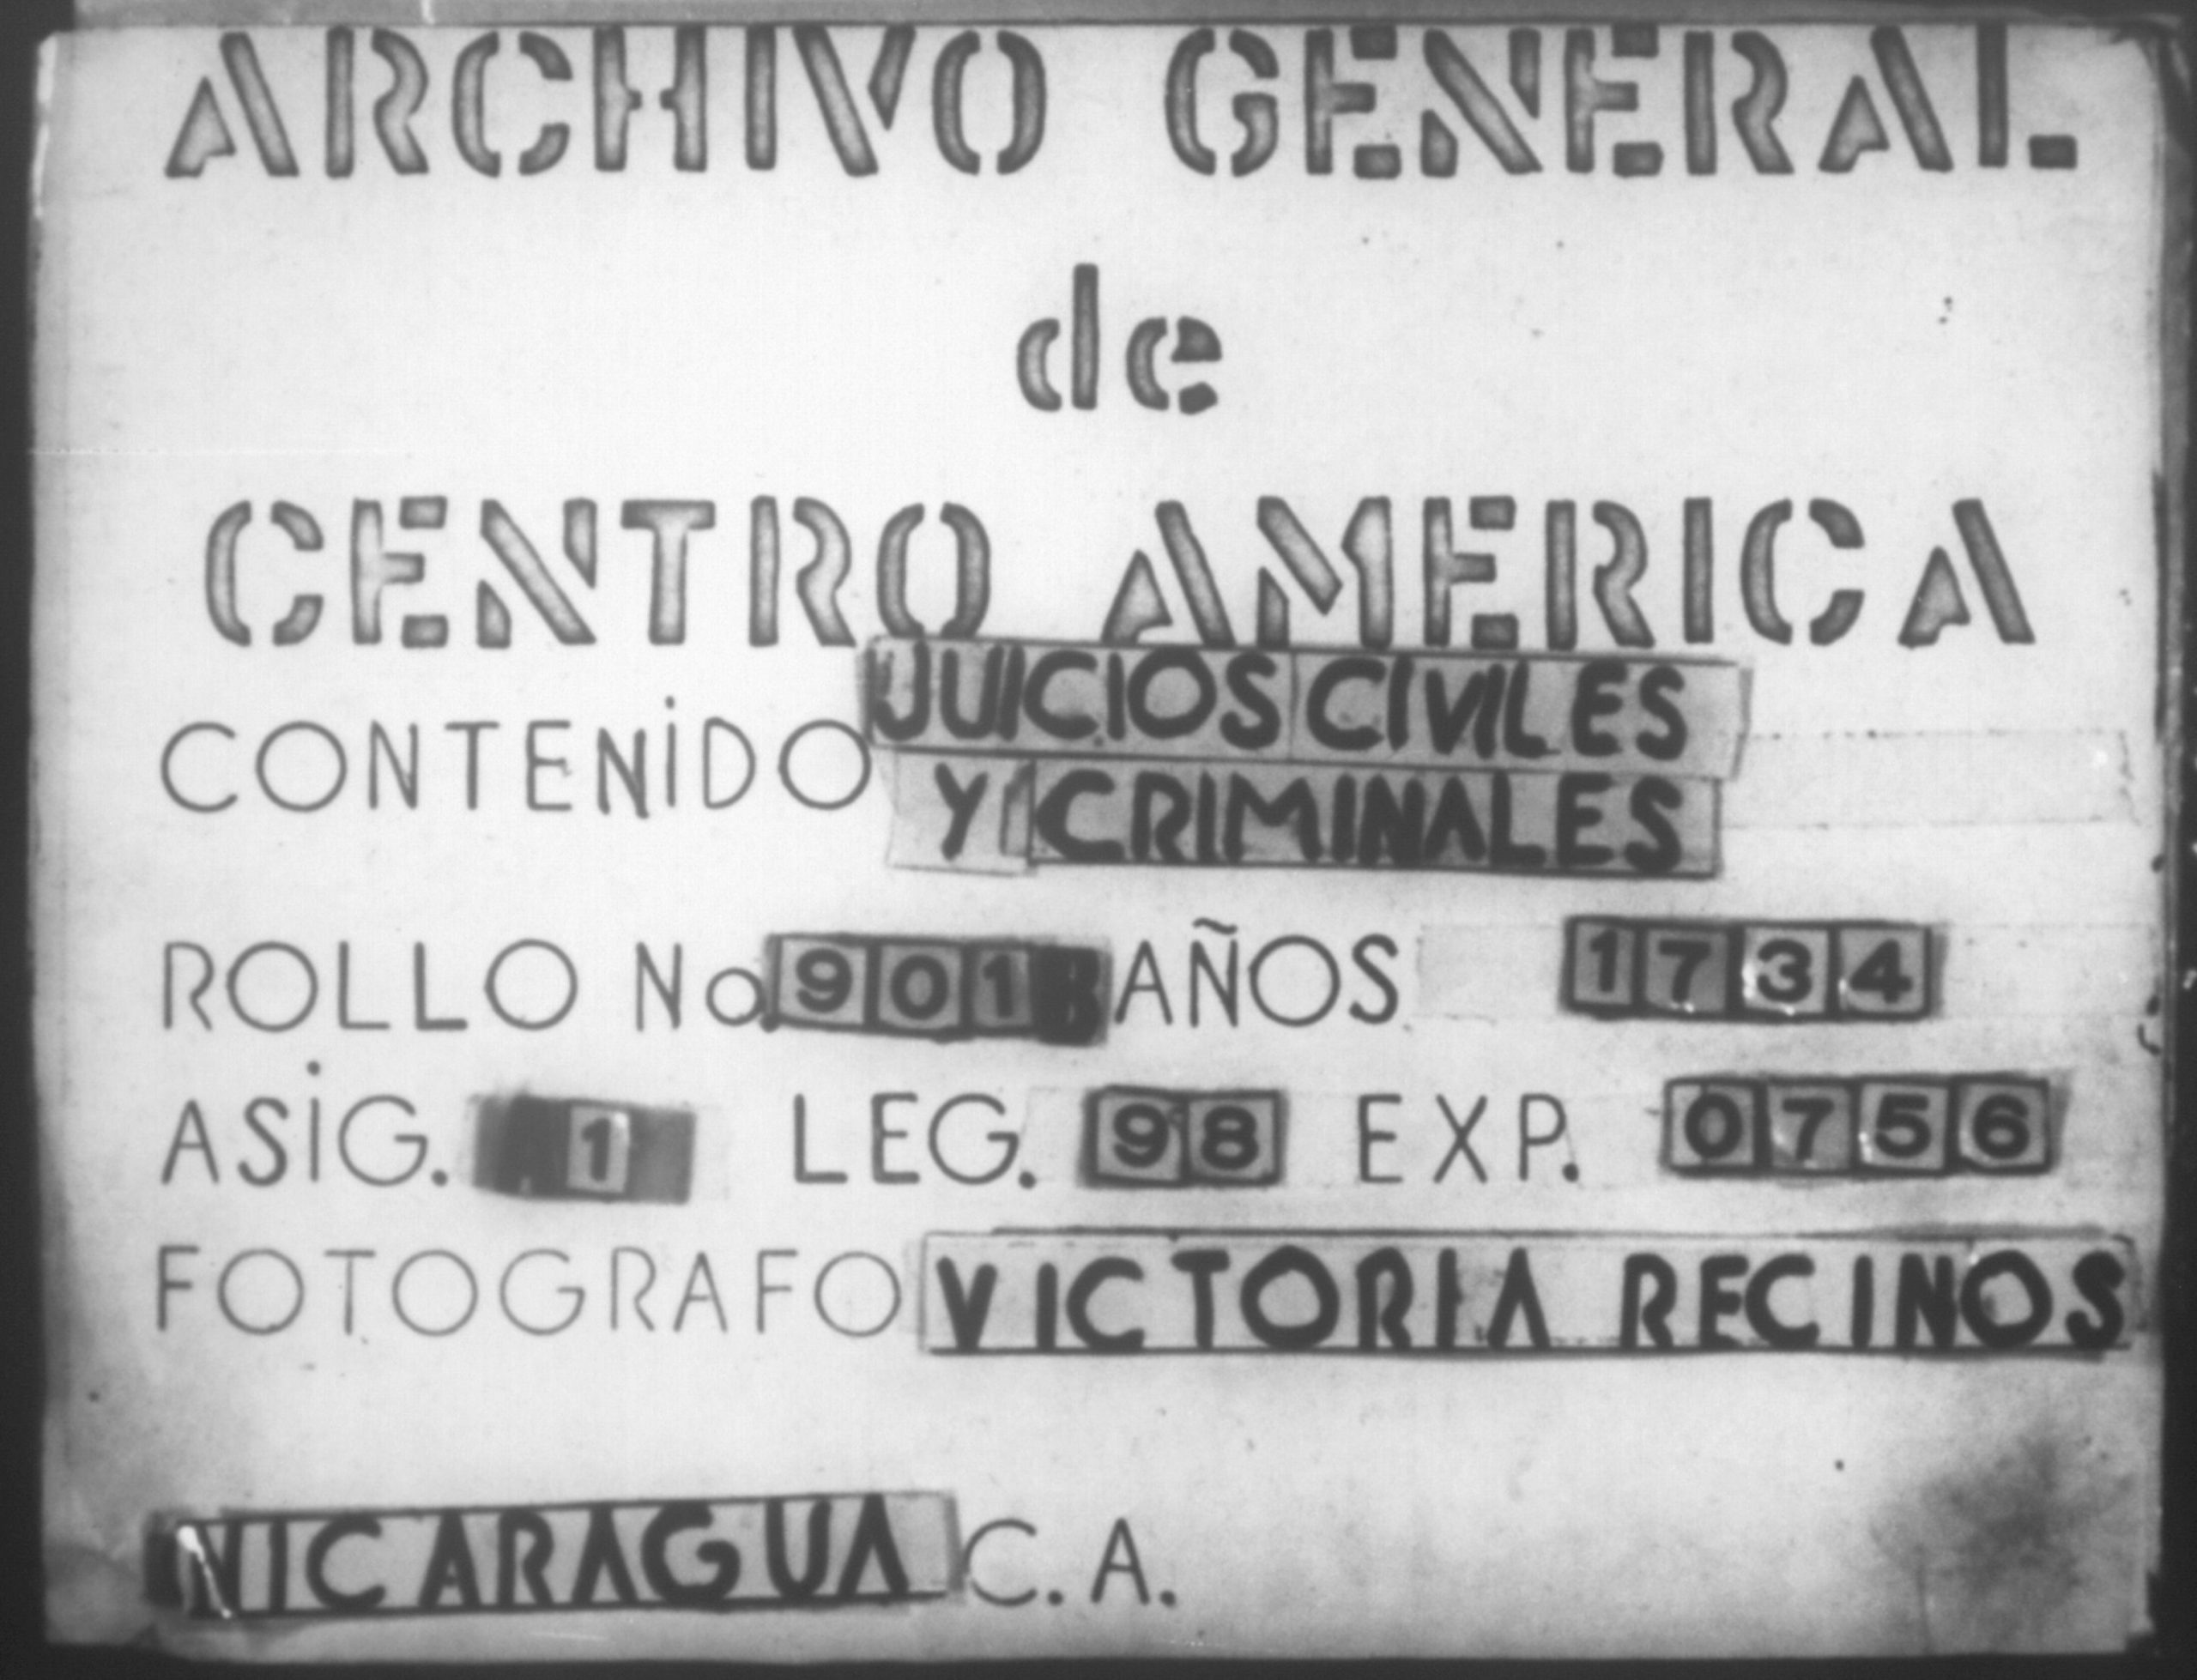 ARCHIVO GENERAL
de
CENTRO AMERICA
CONTENIDO JUICIOS CIVILES
Y CRIMINALES
ROLLO No 901 AÑOS 1734
ASIG. 1 LEG. 98 EXP. 0756
FOTOGRAFO VICTORIA RECINOS
NICARAGUA C.A.